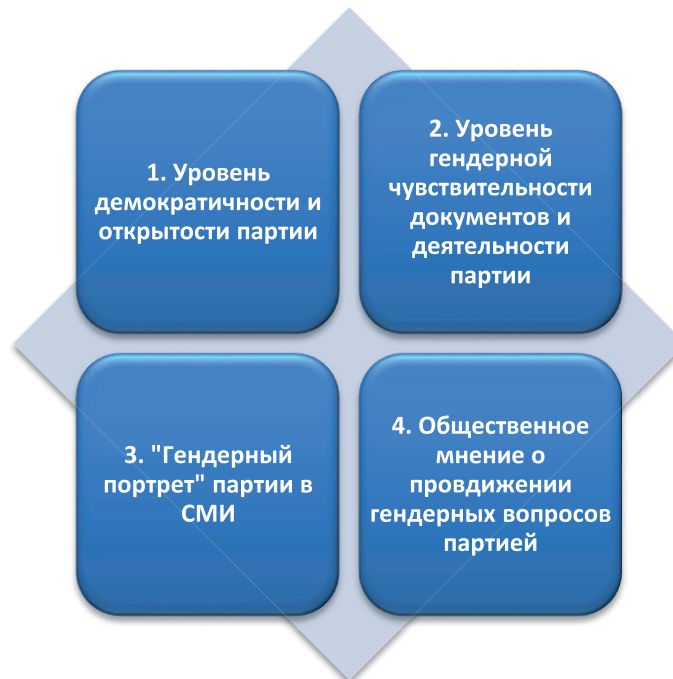 1. Уровень
демократичности и
открытости партии
2. Уровень
гендерной
чувствительности
документов и
деятельности
партии
3. "Гендерный
портрет" партии в
СМИ
4. Общественное
мнение о
провдижении
гендерных вопросов
партией